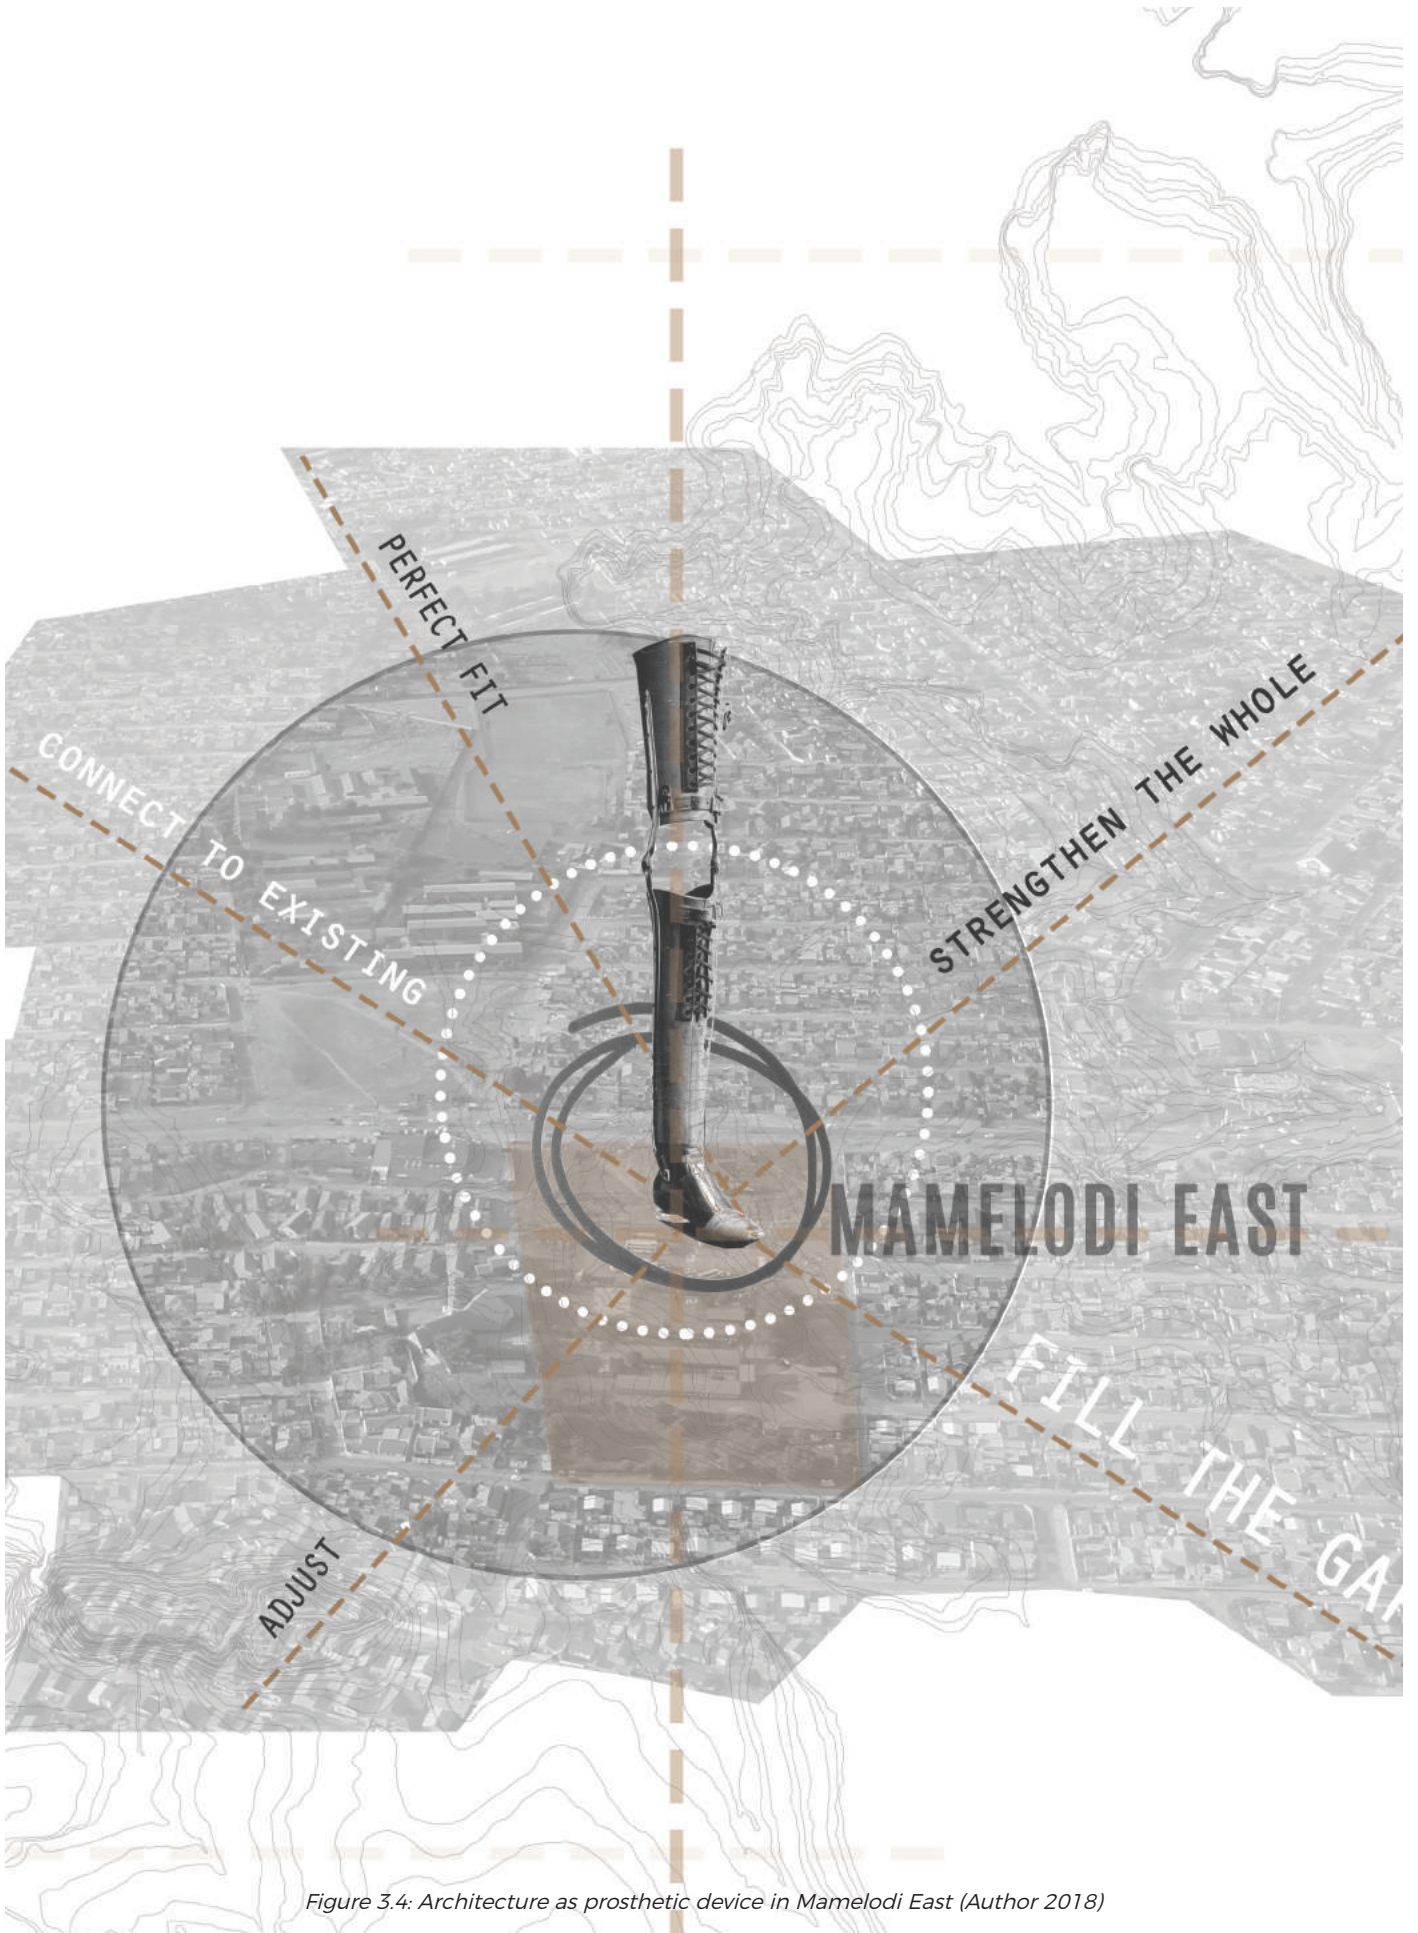 PERFECT FIT
CONNECT TO EXISTING
STRENGTHEN THE WHOLE
MAMELODI EAST
FILL THE GAP
ADJUST
Figure 3.4: Architecture as prosthetic device in Mamelodi East (Author 2018)